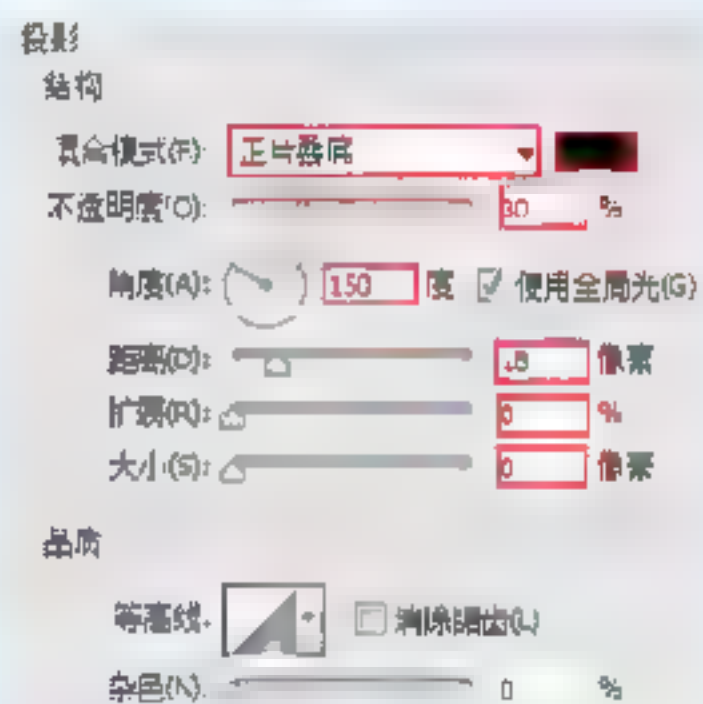 投影
结构
混合模式(B): 正片叠底
不透明度(O): %
角度(A): 150 度 使用全局光(G)
距离(D): 像素
扩展(R): 0 %
大小(S): 0 像素
品质
等高线: 消除锯齿(L)
杂色(N): 0 %